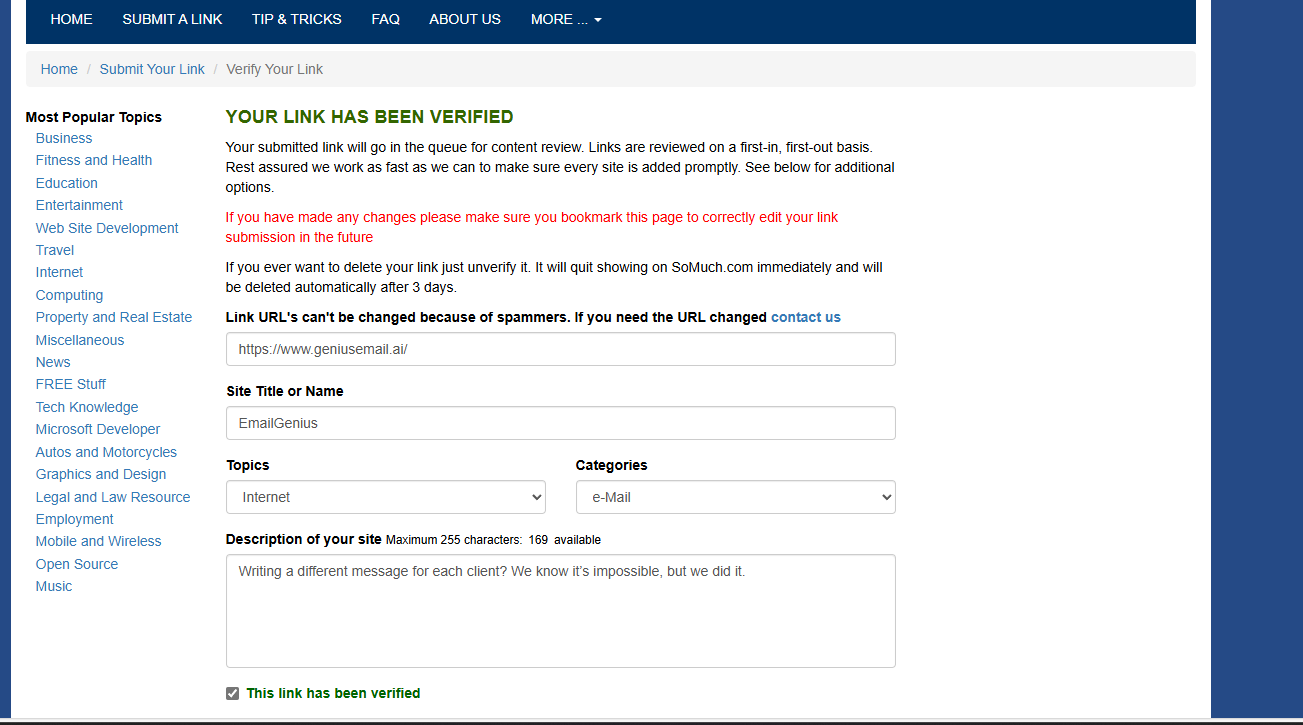 HOME SUBMIT A LINK TIP & TRICKS FAQ ABOUT US MORE ...
Home / Submit Your Link / Verify Your Link
Most Popular Topics
Business
Fitness and Health
Education
Entertainment
Web Site Development
Travel
Internet
Computing
Property and Real Estate
Miscellaneous
News
FREE Stuff
Tech Knowledge
Microsoft Developer
Autos and Motorcycles
Graphics and Design
Legal and Law Resource
Employment
Mobile and Wireless
Open Source
Music
YOUR LINK HAS BEEN VERIFIED
Your submitted link will go in the queue for content review. Links are reviewed on a first-in, first-out basis.
Rest assured we work as fast as we can to make sure every site is added promptly. See below for additional
options.
If you have made any changes please make sure you bookmark this page to correctly edit your link
submission in the future
If you ever want to delete your link just unverify it. It will quit showing on SoMuch.com immediately and will
be deleted automatically after 3 days.
Link URL's can't be changed because of spammers. If you need the URL changed contact us
https://www.geniusemail.ai/
Site Title or Name
EmailGenius
Topics Categories
Internet e-Mail
Description of your site Maximum 255 characters: 169 available
Writing a different message for each client? We know it’s impossible, but we did it.
This link has been verified